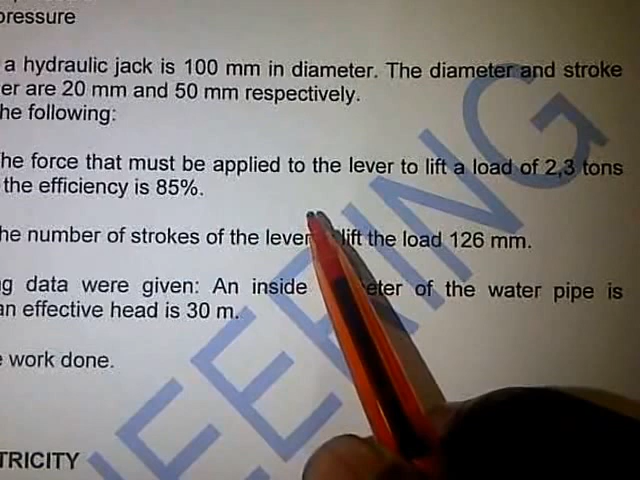 pressure
a hydraulic jack is 100 mm in diameter. The diameter and stroke
er are 20 mm and 50 mm respectively.
he following:
he force that must be applied to the lever to lift a load of 2,3 tons
the efficiency is 85%.
he number of strokes of the lever lift the load 126 mm.
g data were given: An inside eter of the water pipe is
an effective head is 30 m.
e work done.
TRICITY
NEERING